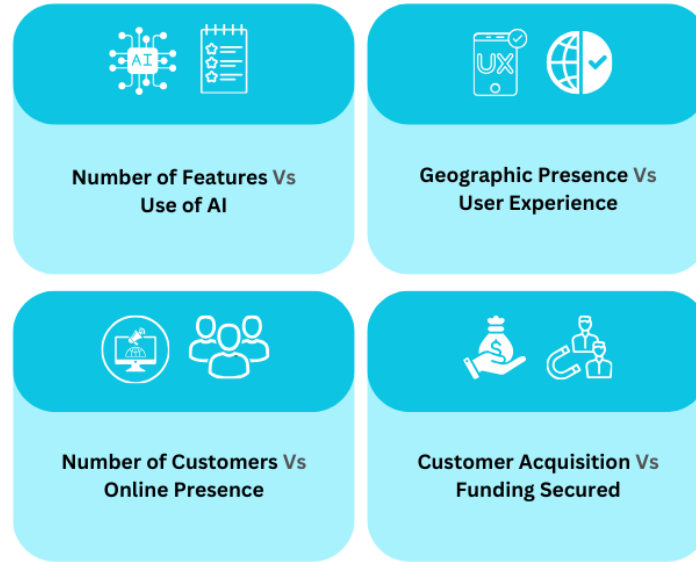 AI
UX
Number of Features Vs
Use of AI
Geographic Presence Vs
User Experience
$
Number of Customers Vs
Online Presence
Customer Acquisition Vs
Funding Secured